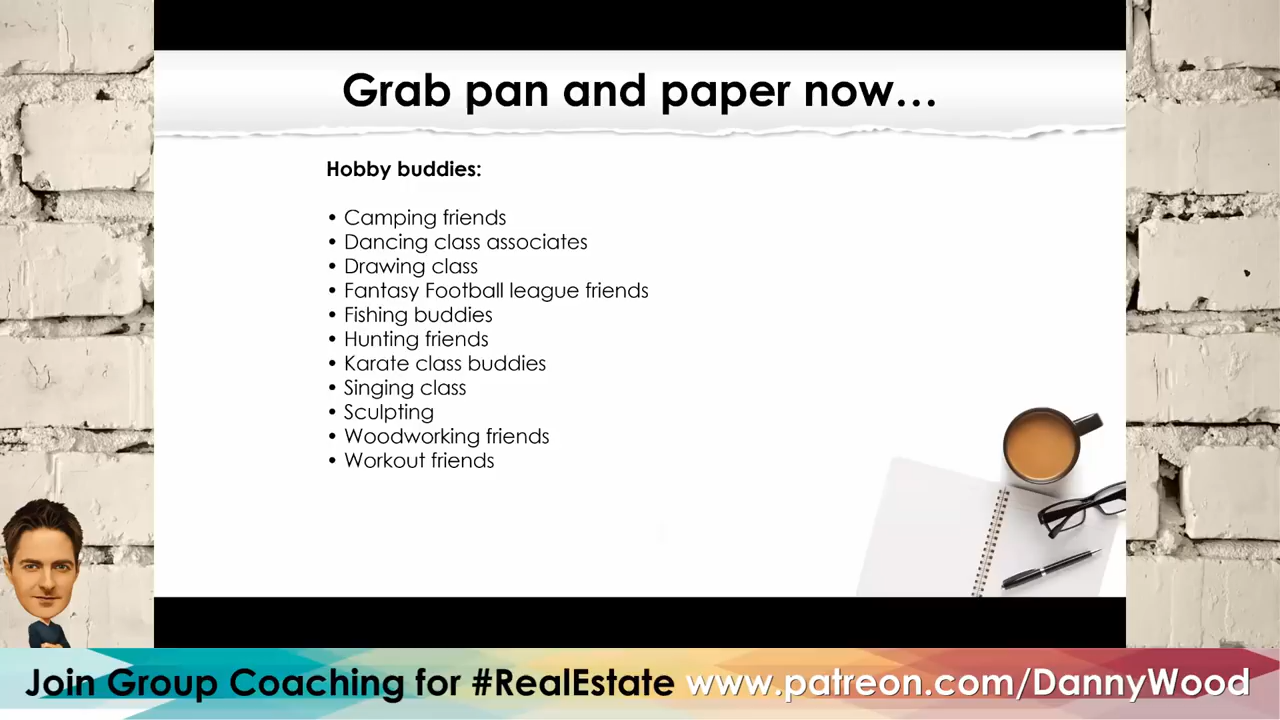 Grab pan and paper now...
Hobby buddies:
• Camping friends
• Dancing class associates
• Drawing class
• Fantasy Football league friends
• Fishing buddies
• Hunting friends
• Karate class buddies
• Singing class
• Sculpting
• Woodworking friends
• Workout friends
Join Group Coaching for #RealEstate www.patreon.com/DannyWood